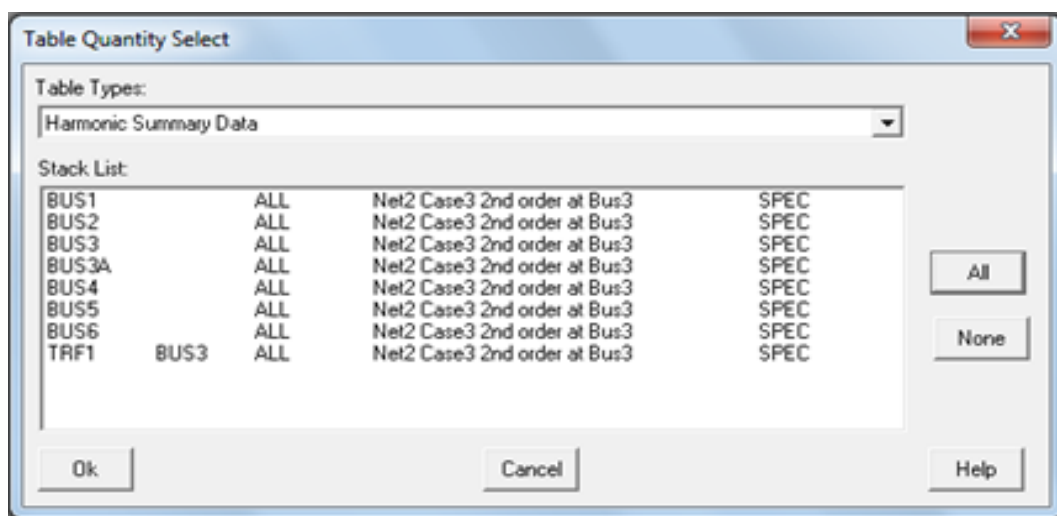 Table Quantity Select
Table Types:
Harmonic Summary Data
Stack List:
BUS1 ALL Net2 Case3 2nd order at Bus3 SPEC
BUS2 ALL Net2 Case3 2nd order at Bus3 SPEC
BUS3 ALL Net2 Case3 2nd order at Bus3 SPEC
BUS3A ALL Net2 Case3 2nd order at Bus3 SPEC
BUS4 ALL Net2 Case3 2nd order at Bus3 SPEC
BUS5 ALL Net2 Case3 2nd order at Bus3 SPEC
BUS6 ALL Net2 Case3 2nd order at Bus3 SPEC
TRF1 BUS3 ALL Net2 Case3 2nd order at Bus3 SPEC
All
None
Ok Cancel Help